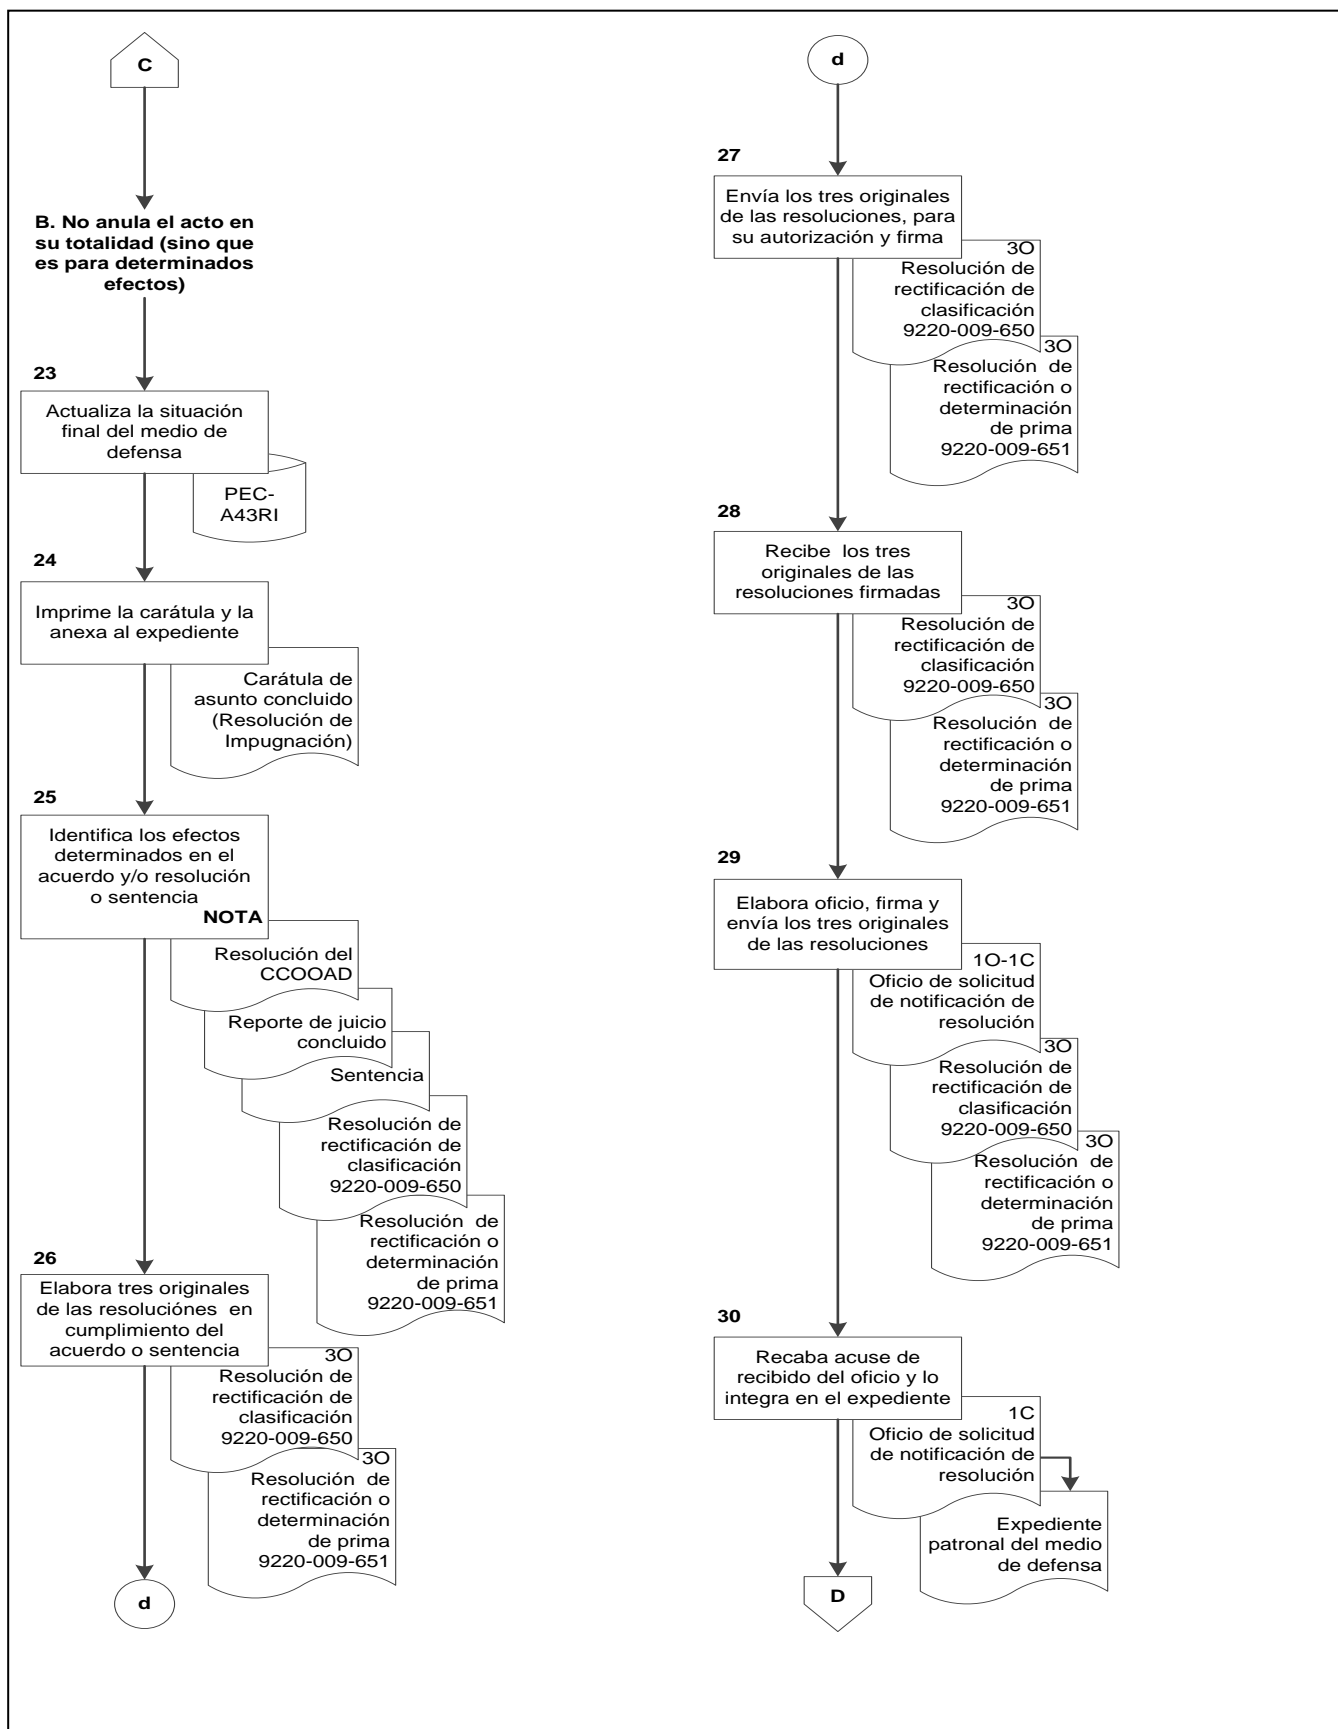 C
B. No anula el acto en
su totalidad (sino que
es para determinados
efectos)
23
Actualiza la situación
final del medio de
defensa
PEC-
A43RI
24
Imprime la carátula y la
anexa al expediente
Carátula de
asunto concluido
(Resolución de
Impugnación)
25
Identifica los efectos
determinados en el
acuerdo y/o resolución
o sentencia
NOTA
Resolución del
CCOOAD
Reporte de juicio
concluido
Sentencia
Resolución de
rectificación de
clasificación
9220-009-650
Resolución de
rectificación o
determinación
de prima
9220-009-651
26
Elabora tres originales
de las resoluciónes en
cumplimiento del
acuerdo o sentencia
3O
Resolución de
rectificación de
clasificación
9220-009-650
3O
Resolución de
rectificación o
determinación
de prima
9220-009-651
d
d
27
Envía los tres originales
de las resoluciones, para
su autorización y firma
3O
Resolución de
rectificación de
clasificación
9220-009-650
3O
Resolución de
rectificación o
determinación
de prima
9220-009-651
28
Recibe los tres
originales de las
resoluciones firmadas
3O
Resolución de
rectificación de
clasificación
9220-009-650
3O
Resolución de
rectificación o
determinación
de prima
9220-009-651
29
Elabora oficio, firma y
envía los tres originales
de las resoluciones
1O-1C
Oficio de solicitud
de notificación de
resolución
3O
Resolución de
rectificación de
clasificación
9220-009-650
3O
Resolución de
rectificación o
determinación
de prima
9220-009-651
30
Recaba acuse de
recibido del oficio y lo
integra en el expediente
1C
Oficio de solicitud
de notificación de
resolución
Expediente
patronal del medio
de defensa
D